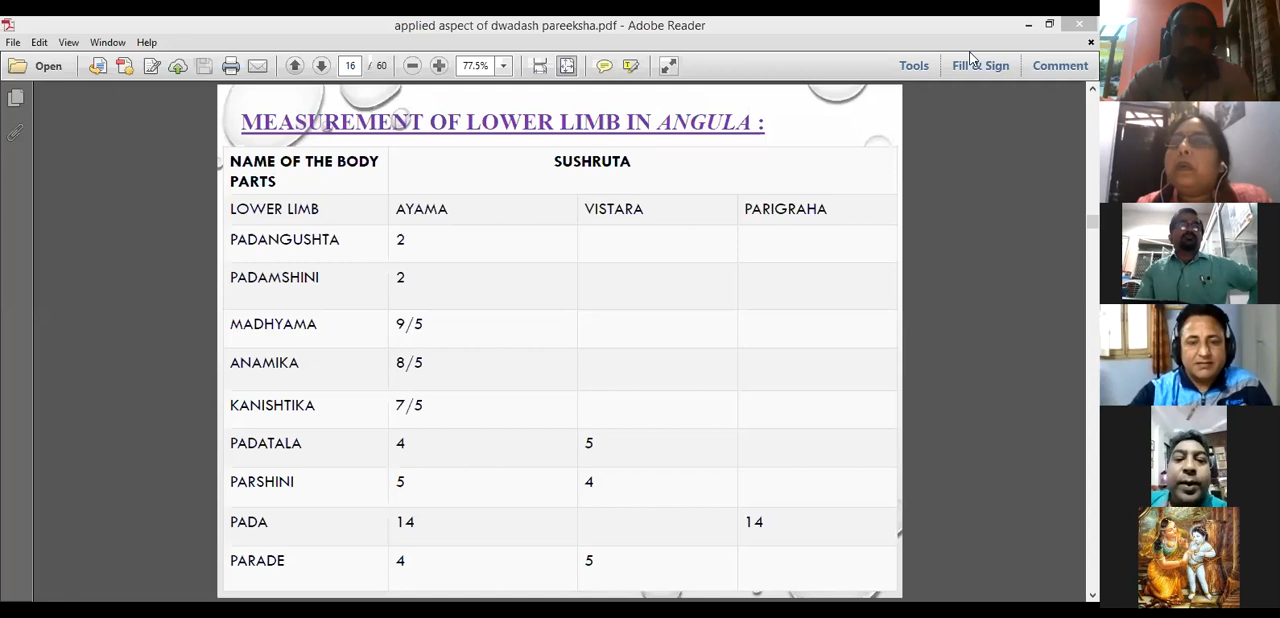 applied aspect of dwadash pareeksha.pdf - Adobe Reader
File Edit View Window Help
Open 16 / 60 77.5% Tools Fill & Sign Comment
MEASUREMENT OF LOWER LIMB IN ANGULA :
NAME OF THE BODY PARTS SUSHRUTA
LOWER LIMB AYAMA VISTARA PARIGRAHA
PADANGUSHTA 2
PADAMSHINI 2
MADHYAMA 9/5
ANAMIKA 8/5
KANISHTIKA 7/5
PADATALA 4 5
PARSHINI 5 4
PADA 14 14
PARADE 4 5